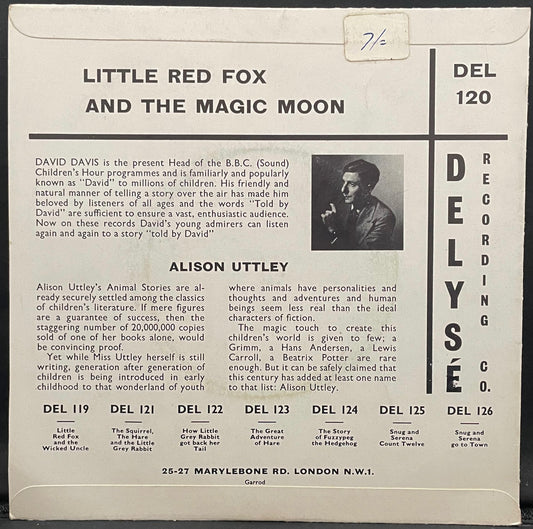 7/=
LITTLE RED FOX
AND THE MAGIC MOON
DEL
120
DAVID DAVIS is the present Head of the B.B.C. (Sound)
Children's Hour programmes and is familiarly and popularly
known as "David" to millions of children. His friendly and
natural manner of telling a story over the air has made him
beloved by listeners of all ages and the words "Told by
David" are sufficient to ensure a vast, enthusiastic audience.
Now on these records David's young admirers can listen
again and again to a story "told by David"
ALISON UTTLEY
Alison Uttley's Animal Stories are al-
ready securely settled among the classics
of children's literature. If mere figures
are a guarantee of success, then the
staggering number of 20,000,000 copies
sold of one of her books alone, would
be convincing proof.
Yet while Miss Uttley herself is still
writing, generation after generation of
children is being introduced in early
childhood to that wonderland of youth
where animals have personalities and
thoughts and adventures and human
beings seem less real than the ideal
characters of fiction.
The magic touch to create this
children's world is given to few; a
Grimm, a Hans Andersen, a Lewis
Carroll, a Beatrix Potter are rare
enough. But it can be safely claimed that
this century has added at least one name
to that list: Alison Uttley.
DELYSÉ
RECORDING CO.
DEL 119
Little
Red Fox
and the
Wicked Uncle
DEL 121
The Squirrel,
The Hare
and the Little
Grey Rabbit
DEL 122
How Little
Grey Rabbit
got back her
Tail
DEL 123
The Great
Adventure
of Hare
DEL 124
The Story
of Fuzzypeg
the Hedgehog
DEL 125
Snug and
Serena
Count Twelve
DEL 126
Snug and
Serena
go to Town
25-27 MARYLEBONE RD. LONDON N.W.1.
Garrod